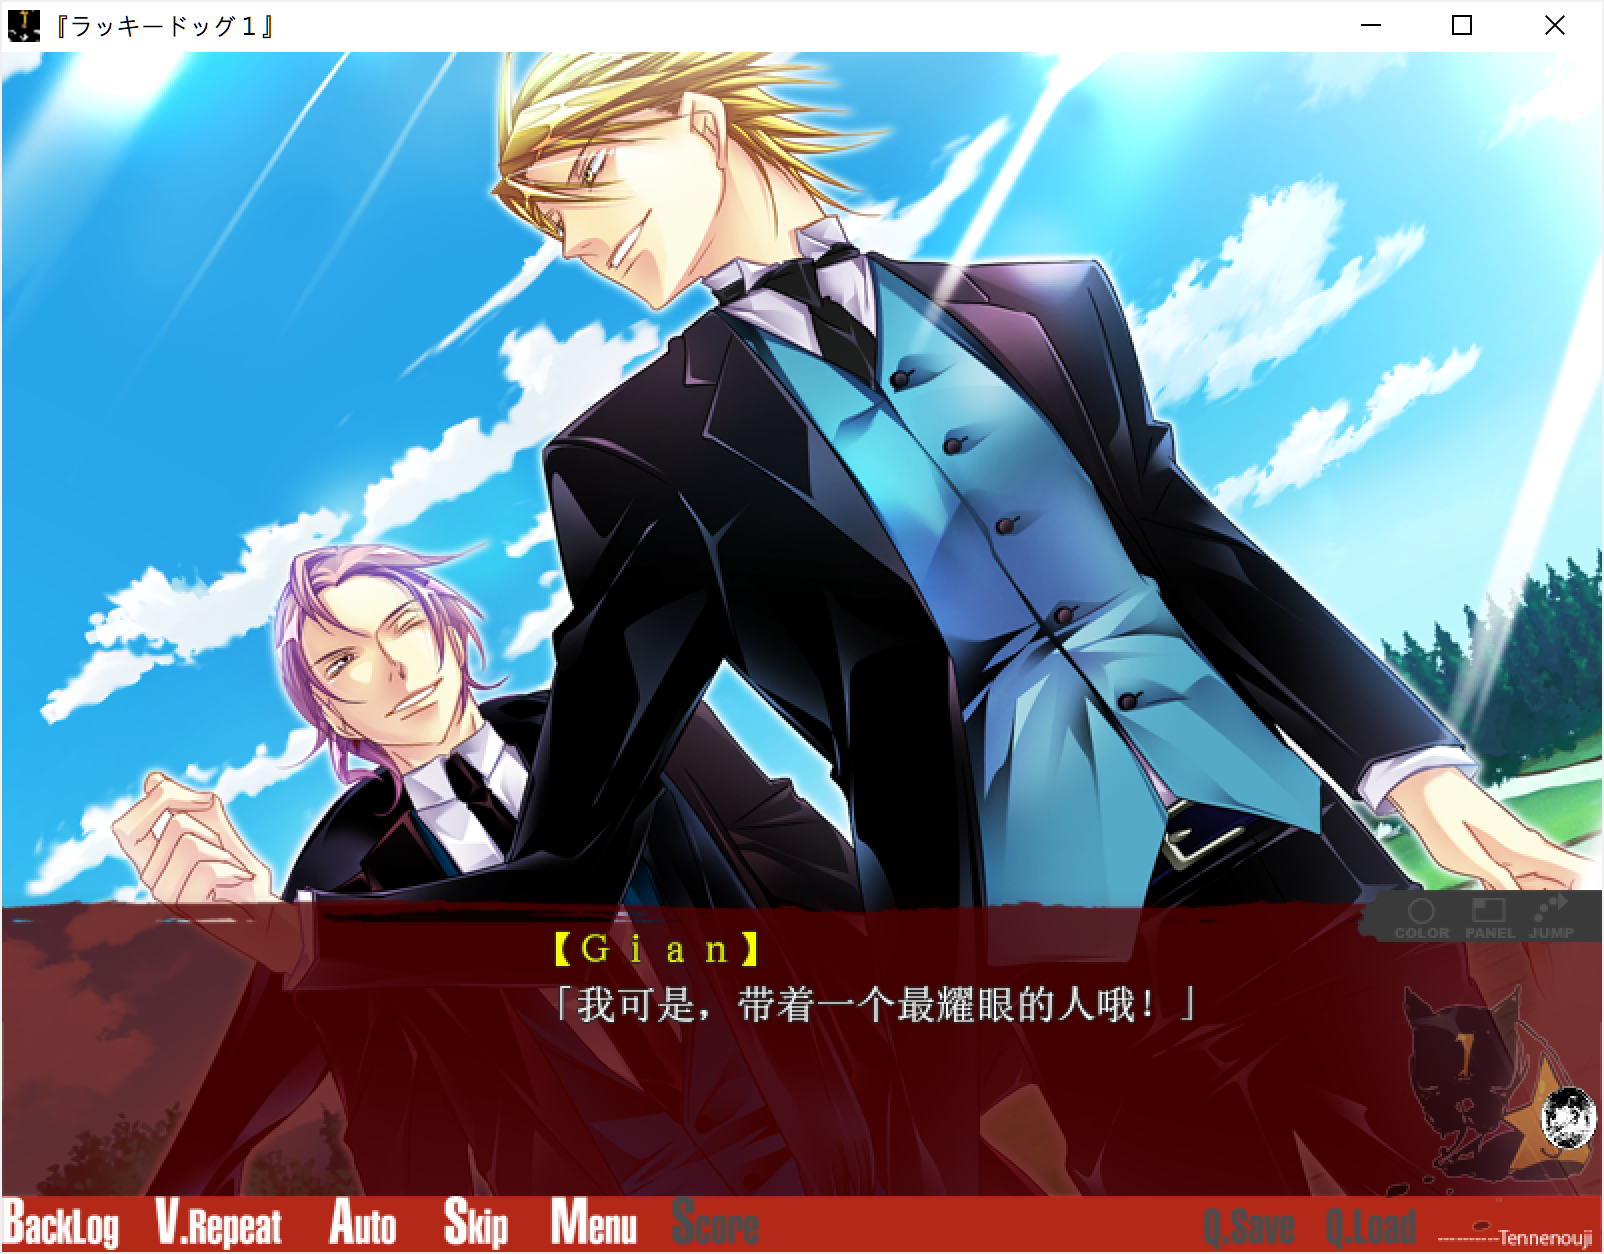 『ラッキードッグ１』
COLOR PANEL JUMP
【Ｇｉａｎ】
「我可是，带着一个最耀眼的人哦！」
1
BackLog V.Repeat Auto Skip Menu Score Q.Save Q.Load ----------Tennenouji